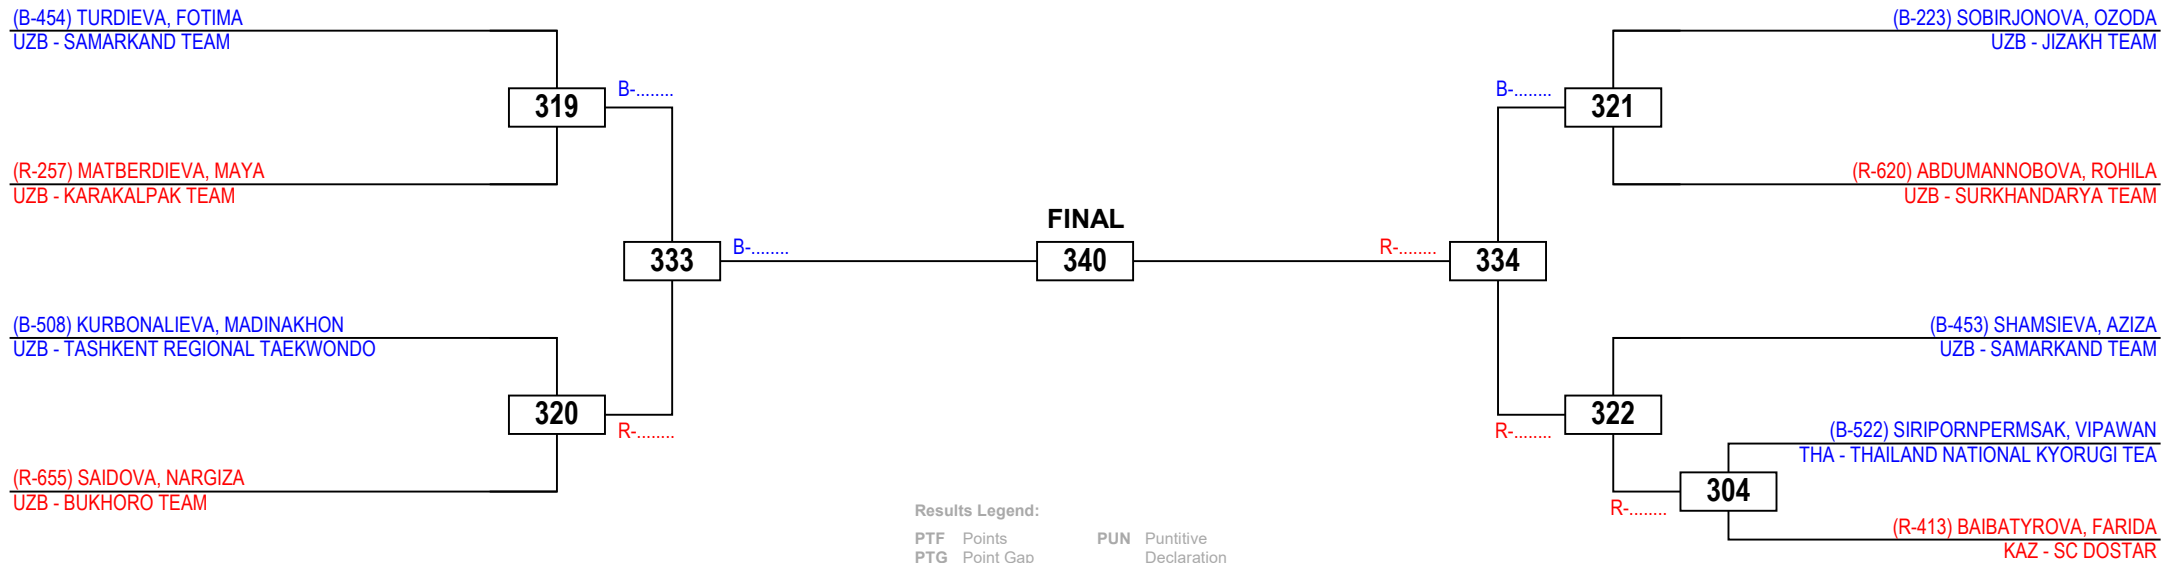 (B-454) TURDIEVA, FOTIMA
UZB - SAMARKAND TEAM
319
B-........
(R-257) MATBERDIEVA, MAYA
UZB - KARAKALPAK TEAM
333
B-........
(B-508) KURBONALIEVA, MADINAKHON
UZB - TASHKENT REGIONAL TAEKWONDO
320
R-........
(R-655) SAIDOVA, NARGIZA
UZB - BUKHORO TEAM
FINAL
340
(B-223) SOBIRJONOVA, OZODA
UZB - JIZAKH TEAM
B-........
321
(R-620) ABDUMANNOBOVA, ROHILA
UZB - SURKHANDARYA TEAM
R-........
334
(B-453) SHAMSIEVA, AZIZA
UZB - SAMARKAND TEAM
R-........
322
(B-522) SIRIPORNPERMSAK, VIPAWAN
THA - THAILAND NATIONAL KYORUGI TEA
304
R-........
(R-413) BAIBATYROVA, FARIDA
KAZ - SC DOSTAR
Results Legend:
PTF Points PUN Puntitive
PTG Point Gap Declaration